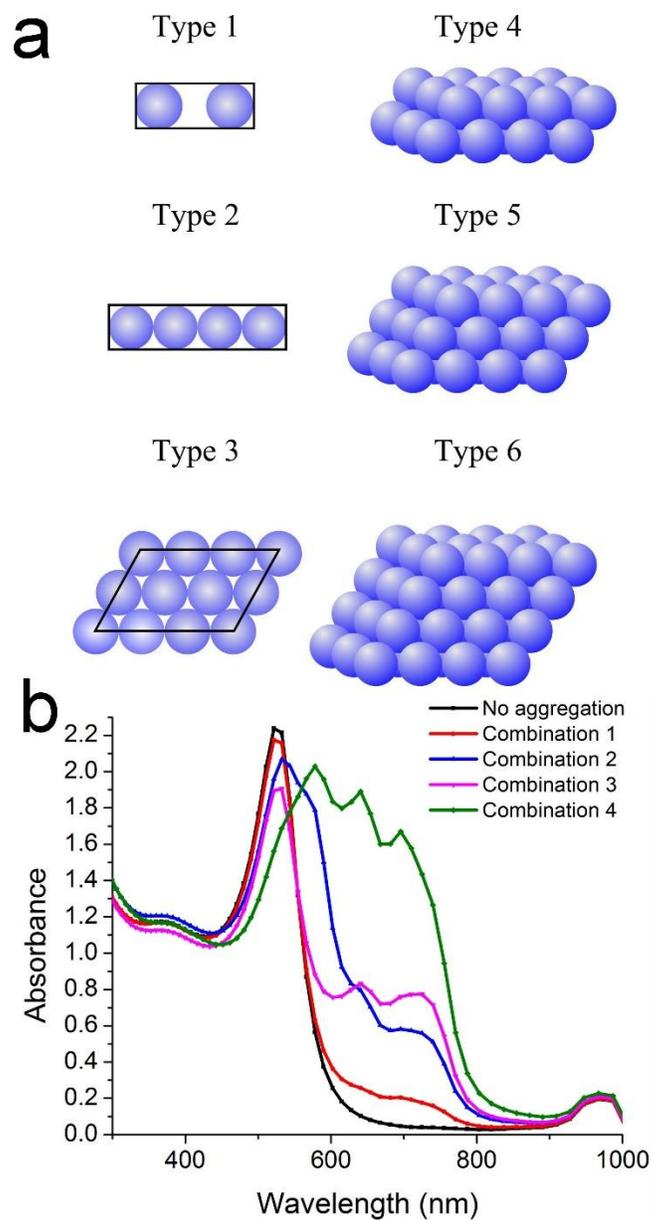 a
Type 1
Type 4
Type 2
Type 5
Type 3
Type 6
b
No aggregation
Combination 1
Combination 2
Combination 3
Combination 4
2.2
2.0
1.8
1.6
1.4
1.2
1.0
0.8
0.6
0.4
0.2
0.0
Absorbance
400 600 800 1000
Wavelength (nm)